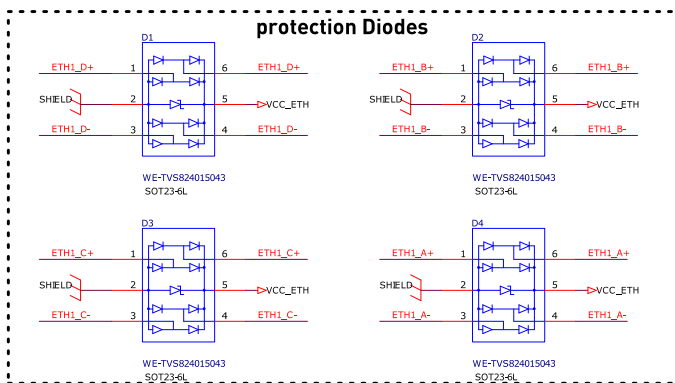 protection Diodes
D1
ETH1_D+ 1 6 ETH1_D+
SHIELD 2 5 VCC_ETH
ETH1_D- 3 4 ETH1_D-
WE-TVS824015043
SOT23-6L
D2
ETH1_B+ 1 6 ETH1_B+
SHIELD 2 5 VCC_ETH
ETH1_B- 3 4 ETH1_B-
WE-TVS824015043
SOT23-6L
D3
ETH1_C+ 1 6 ETH1_C+
SHIELD 2 5 VCC_ETH
ETH1_C- 3 4 ETH1_C-
WE-TVS824015043
SOT23-6L
D4
ETH1_A+ 1 6 ETH1_A+
SHIELD 2 5 VCC_ETH
ETH1_A- 3 4 ETH1_A-
WE-TVS824015043
SOT23-6L